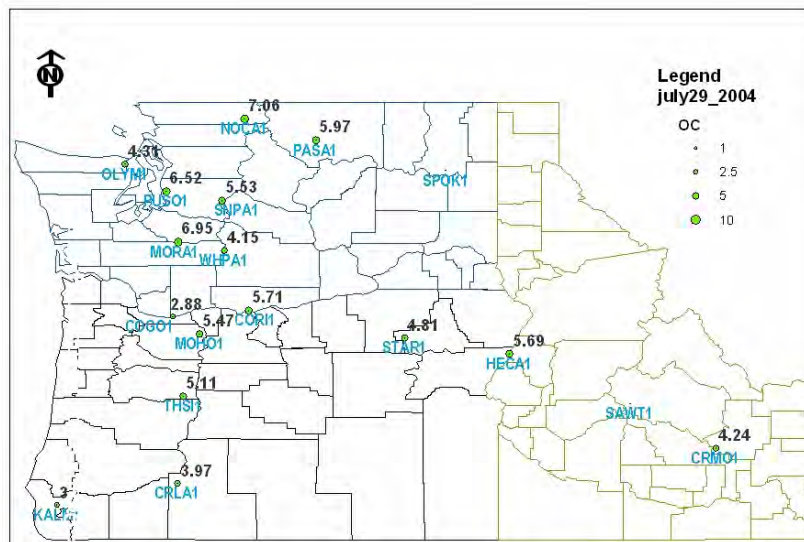 N
Legend
july29_2004
OC
1
2.5
5
10
7.06
NOCA1
5.97
PASA1
4.31
OLYM1
SPOK1
6.52
PUSO1
5.53
SNPA1
6.95
MORA1
4.15
WHPA1
2.88
COGO1
5.71
CORI1
5.47
MOHO1
4.81
STAR1
5.69
HECA1
5.11
THSI1
SAWT1
4.24
CRMO1
3.97
CRLA1
3